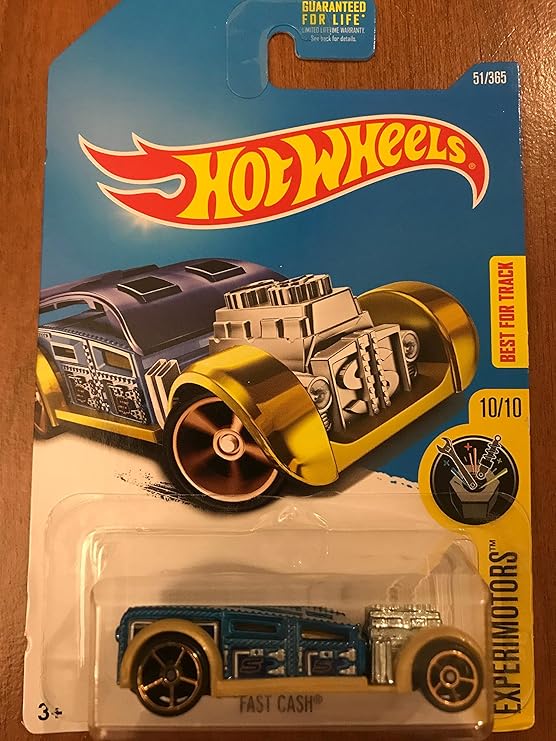 GUARANTEED
FOR LIFE*
LIMITED LIFETIME WARRANTY.
See back for details.
51/365
HOT WHEELS®
BEST FOR TRACK
10/10
EXPERIMOTORS™
3+
FAST CASH®